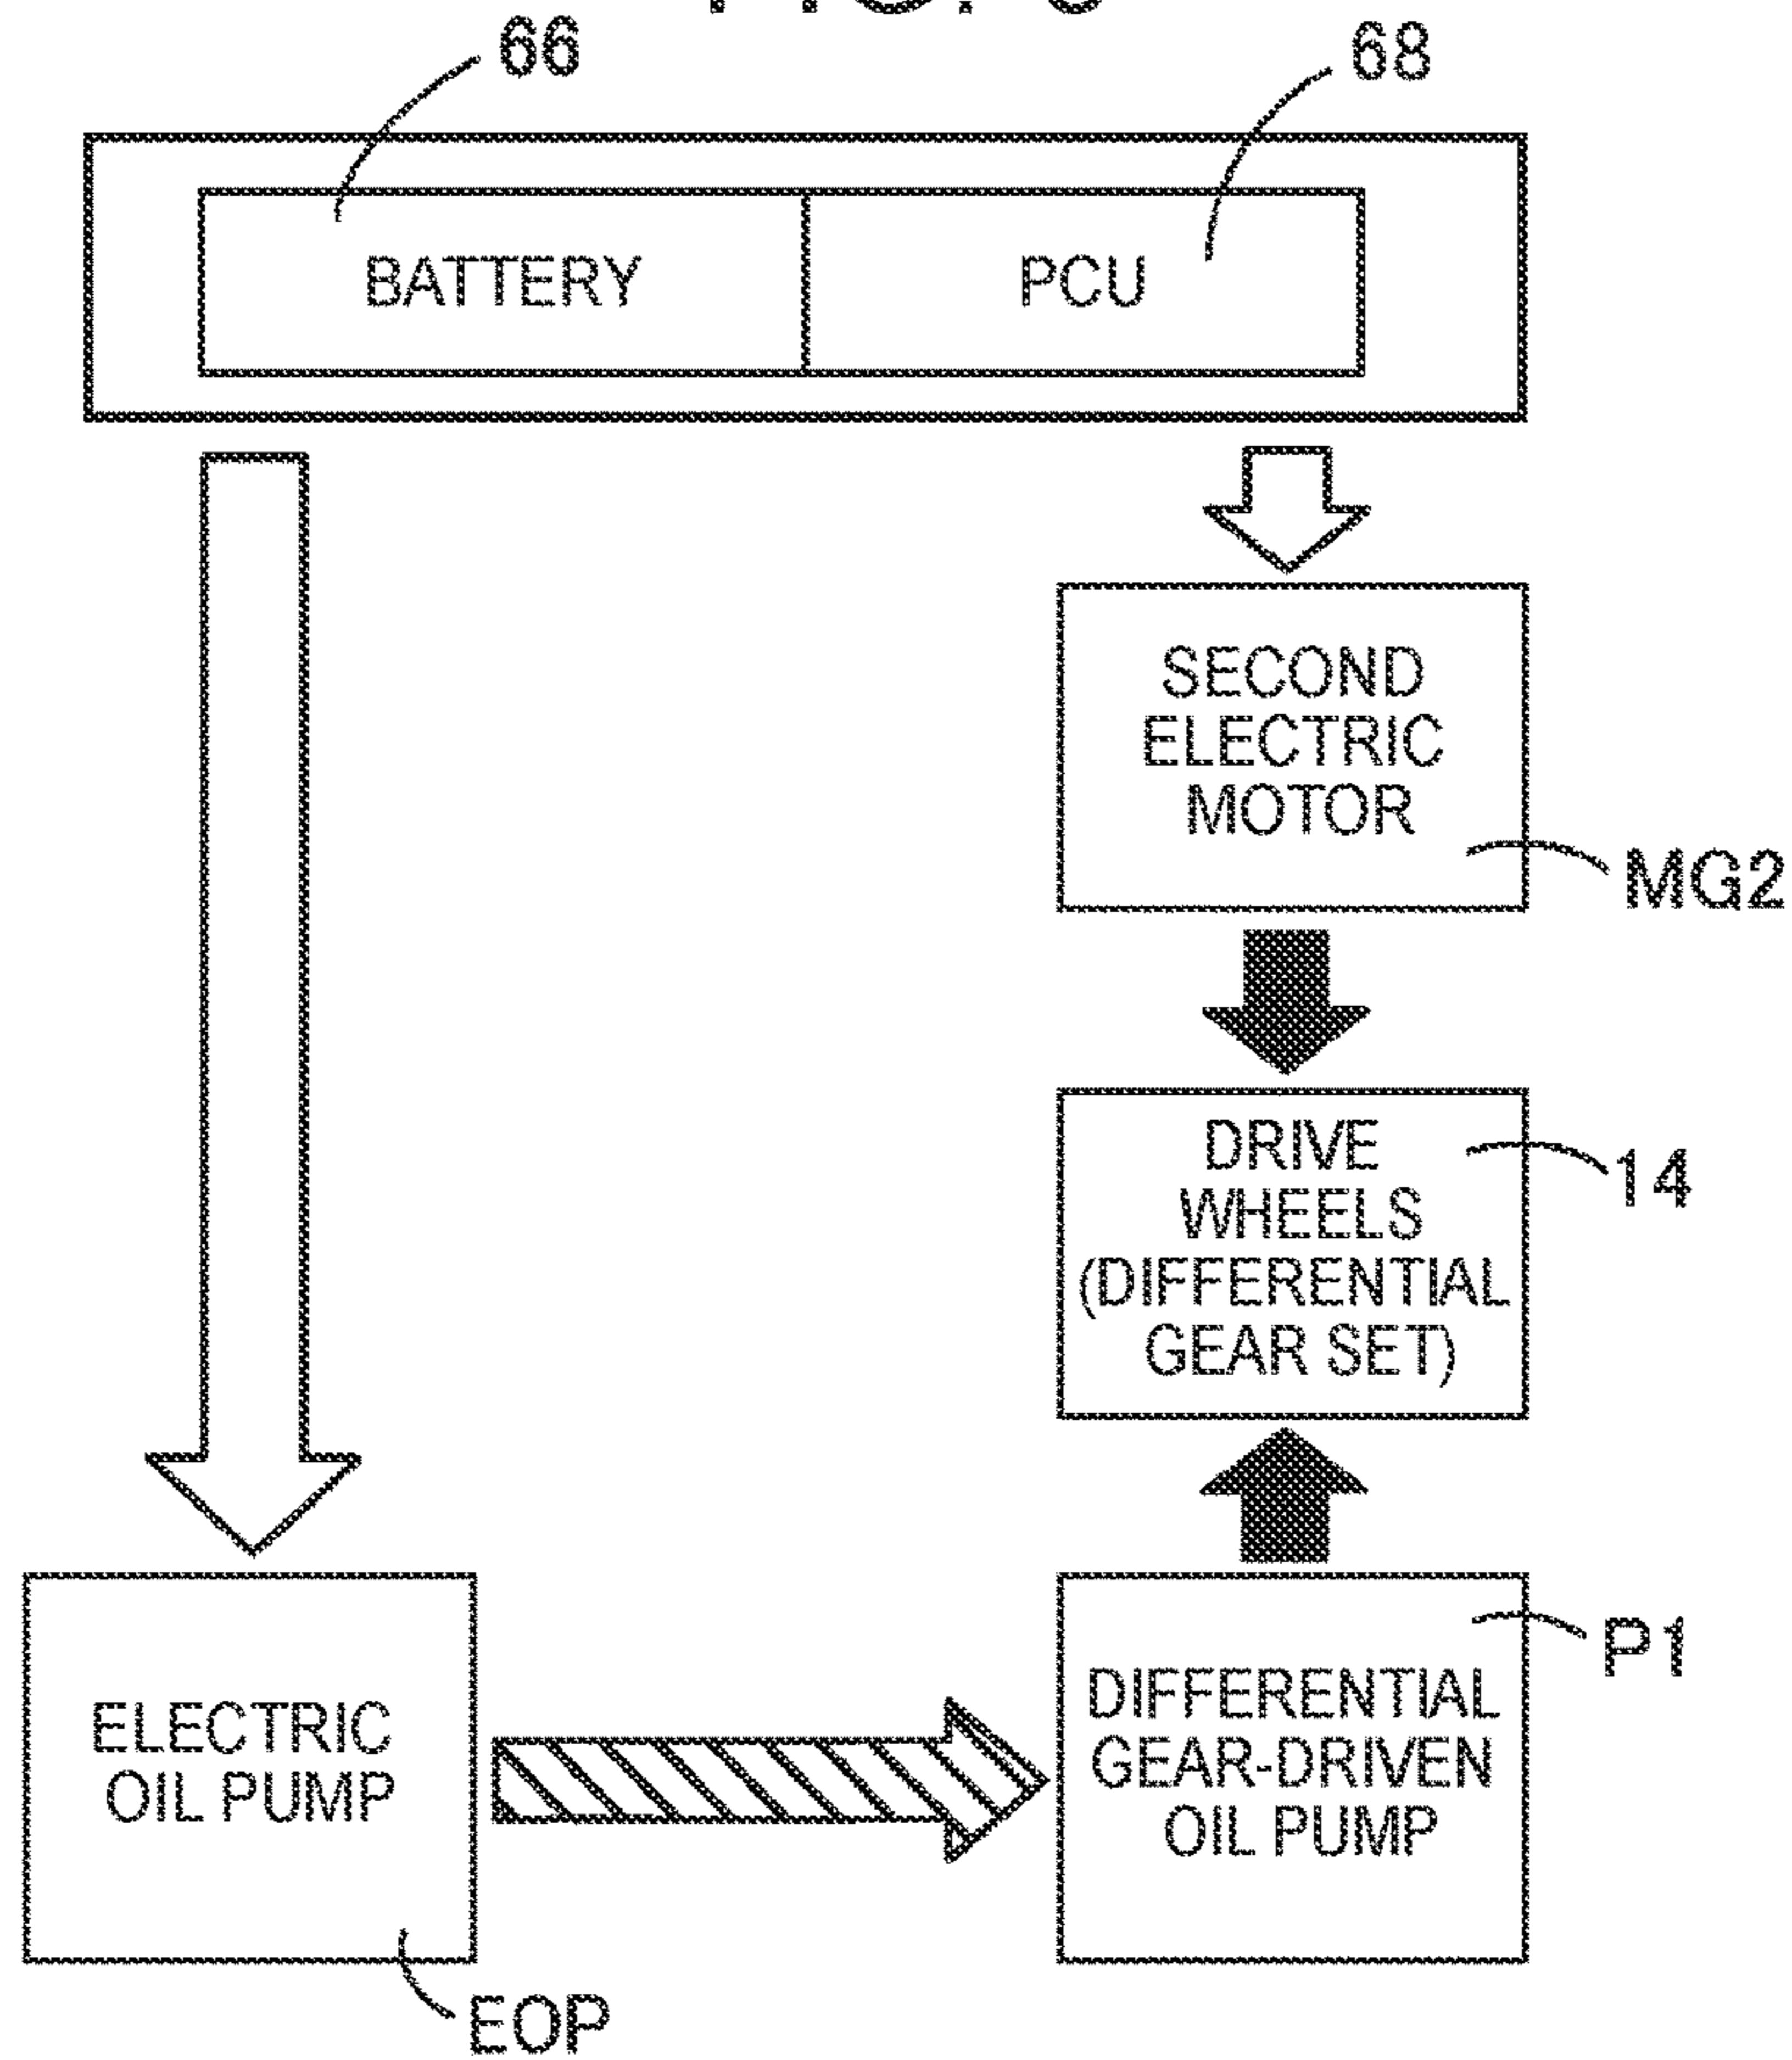 66
68
BATTERY
PCU
SECOND
ELECTRIC
MOTOR
MG2
DRIVE
WHEELS
(DIFFERENTIAL
GEAR SET)
14
P1
DIFFERENTIAL
GEAR-DRIVEN
OIL PUMP
ELECTRIC
OIL PUMP
EOP